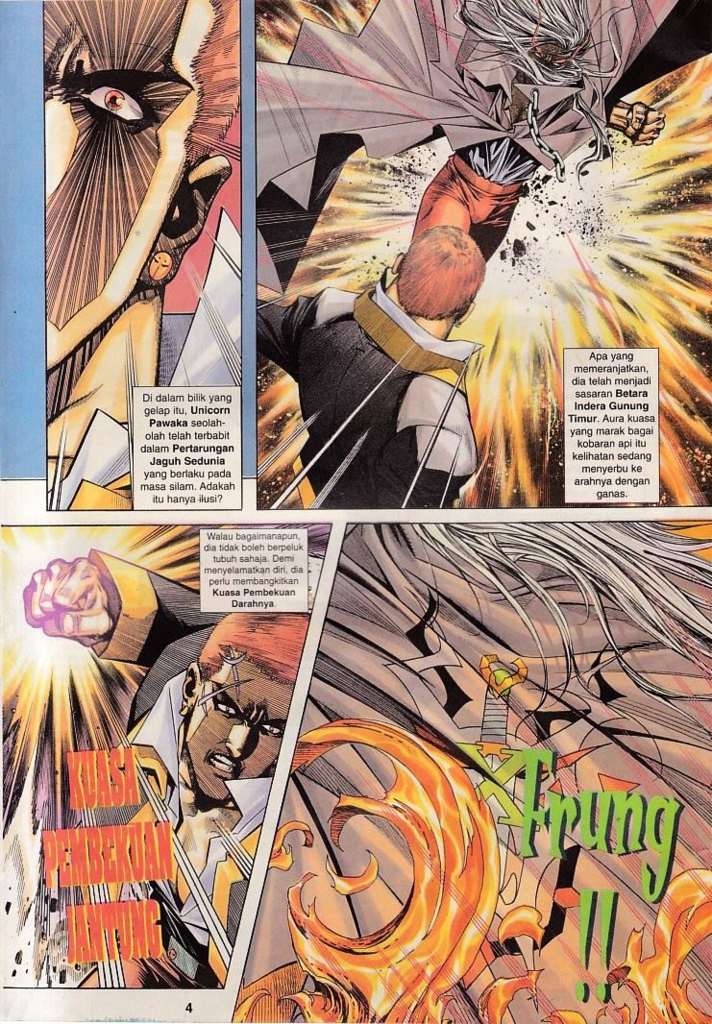 Di dalam bilik yang
gelap itu, Unicorn
Pawaka seolah-
olah telah terbabit
dalam Pertarungan
Jaguh Sedunia
yang berlaku pada
masa silam. Adakah
itu hanya ilusi?
Apa yang
memeranjatkan,
dia telah menjadi
sasaran Betara
Indera Gunung
Timur. Aura kuasa
yang marak bagai
kobaran api itu
kelihatan sedang
menyerbu ke
arahnya dengan
ganas.
Walau bagaimanapun,
dia tidak boleh berpeluk
tubuh sahaja. Demi
menyelamatkan diri, dia
perlu membangkitkan
Kuasa Pembekuan
Darahnya.
KUASA
PEMBEKUAN
JANTUNG
Frung
!!
4